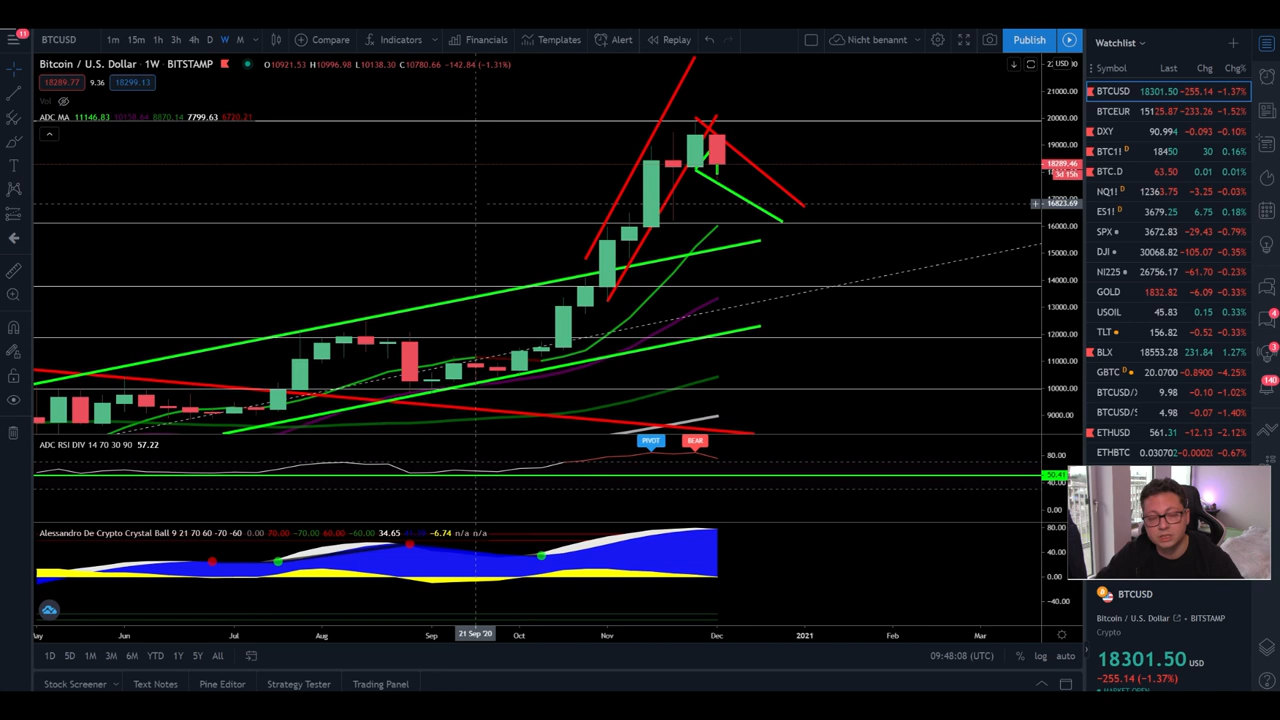 11
BTCUSD 1m 15m 1h 3h 4h D W M Compare Indicators Financials Templates Alert Replay Nicht benannt Publish
Bitcoin / U.S. Dollar · 1W · BITSTAMP O10921.53 H10996.98 L10138.30 C10780.66 -142.84 (-1.31%)
18289.77 9.36 18299.13
Vol
ADC MA 11146.83 10158.64 8870.14 7799.63 6720.21
USD
21000.00
20000.00
19000.00
18289.46
3d 15h
16823.69
16000.00
15000.00
14000.00
13000.00
12000.00
11000.00
10000.00
9000.00
ADC RSI DIV 14 70 30 90 57.22
PIVOT
BEAR
80.00
50.41
40.00
0.00
Alessandro De Crypto Crystal Ball 9 21 70 60 -70 -60 0.00 70.00 -70.00 60.00 -60.00 34.65 -6.74 n/a n/a
80.00
40.00
0.00
-40.00
May Jun Jul Aug Sep 21 Sep '20 Oct Nov Dec 2021 Feb Mar
1D 5D 1M 3M 6M YTD 1Y 5Y All 09:48:08 (UTC) % log auto
Stock Screener Text Notes Pine Editor Strategy Tester Trading Panel
Watchlist
Symbol Last Chg Chg%
BTCUSD 18301.50 -255.14 -1.37%
BTCEUR 15125.87 -233.26 -1.52%
DXY 90.994 -0.093 -0.10%
BTC1! D 18450 30 0.16%
BTC.D 63.50 0.01 0.01%
NQ1! D 12363.75 -3.25 -0.03%
ES1! D 3679.25 6.75 0.18%
SPX 3672.83 -29.43 -0.79%
DJI 30068.82 -105.07 -0.35%
NI225 26756.17 -61.70 -0.23%
GOLD 1832.82 -6.09 -0.33%
USOIL 45.83 0.15 0.33%
TLT 156.82 -0.52 -0.33%
BLX 18553.28 231.84 1.27%
GBTC D 20.0700 -0.8900 -4.25%
BTCUSD/ 9.98 -0.10 -1.02%
BTCUSD/ 4.98 -0.07 -1.40%
ETHUSD 561.31 -12.13 -2.12%
ETHBTC 0.030702 -0.0002 -0.67%
4
3
140
BTCUSD
Bitcoin / U.S. Dollar · BITSTAMP
Crypto
18301.50 USD
-255.14 (-1.37%)
MARKET OPEN